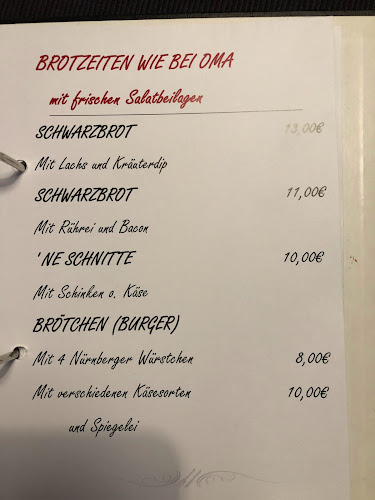 BROTZEITEN WIE BEI OMA
mit frischen Salatbeilagen
SCHWARZBROT 13,00€
Mit Lachs und Kräuterdip
SCHWARZBROT 11,00€
Mit Rührei und Bacon
'NE SCHNITTE 10,00€
Mit Schinken o. Käse
BRÖTCHEN (BURGER)
Mit 4 Nürnberger Würstchen 8,00€
Mit verschiedenen Käsesorten 10,00€
und Spiegelei